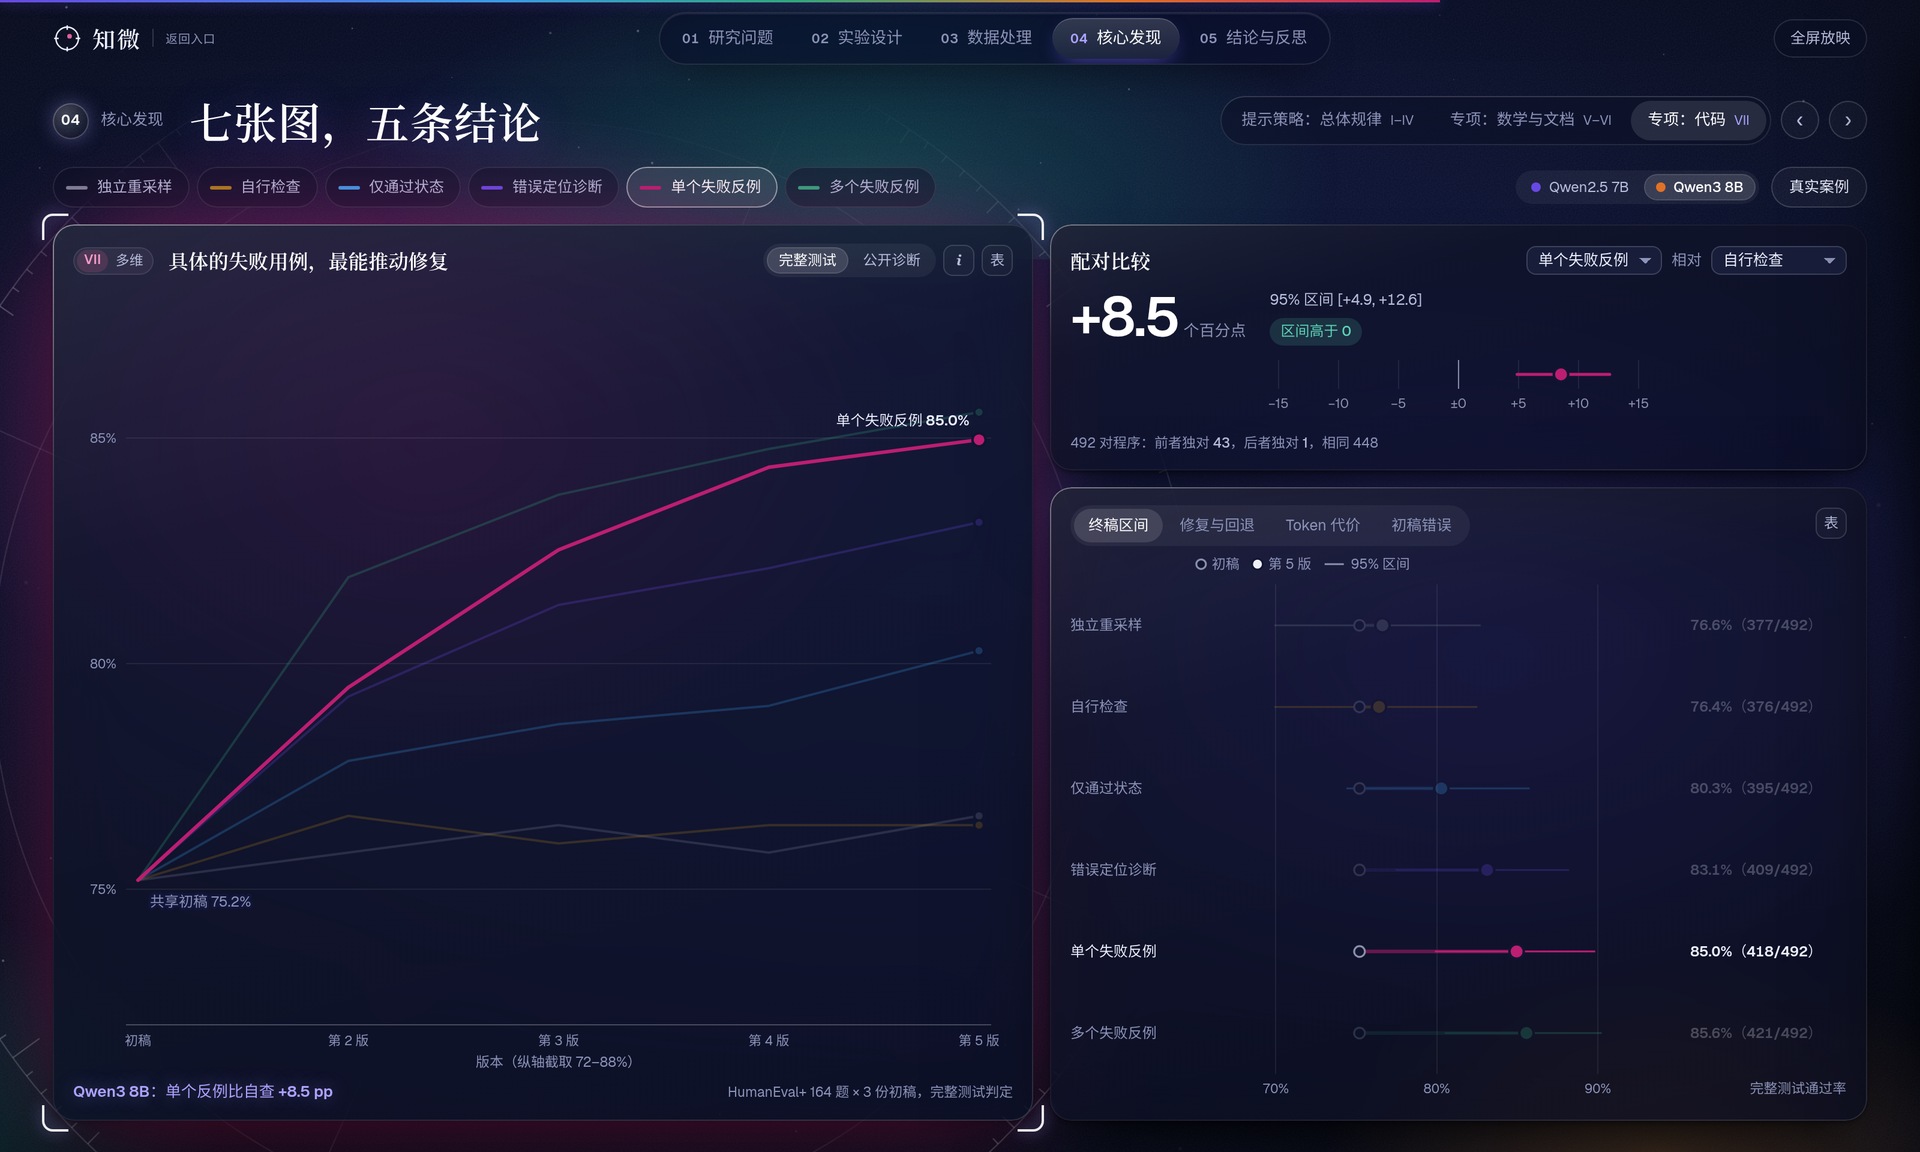 知微 返回入口
01 研究问题 02 实验设计 03 数据处理 04 核心发现 05 结论与反思
全屏放映
04 核心发现 七张图，五条结论
提示策略：总体规律 I–IV 专项：数学与文档 V–VI 专项：代码 VII ‹ ›
独立重采样 自行检查 仅通过状态 错误定位诊断 单个失败反例 多个失败反例
Qwen2.5 7B Qwen3 8B 真实案例
VII 多维 具体的失败用例，最能推动修复
完整测试 公开诊断 i 表
单个失败反例 85.0%
85%
80%
75%
共享初稿 75.2%
初稿 第 2 版 第 3 版 第 4 版 第 5 版
版本（纵轴截取 72–88%）
Qwen3 8B：单个反例比自查 +8.5 pp
HumanEval+ 164 题 × 3 份初稿，完整测试判定
配对比较 单个失败反例 相对 自行检查
+8.5 个百分点
95% 区间 [+4.9, +12.6]
区间高于 0
−15 −10 −5 ±0 +5 +10 +15
492 对程序：前者独对 43，后者独对 1，相同 448
终稿区间 修复与回退 Token 代价 初稿错误 表
初稿 第 5 版 95% 区间
独立重采样 76.6%（377/492）
自行检查 76.4%（376/492）
仅通过状态 80.3%（395/492）
错误定位诊断 83.1%（409/492）
单个失败反例 85.0%（418/492）
多个失败反例 85.6%（421/492）
70% 80% 90% 完整测试通过率